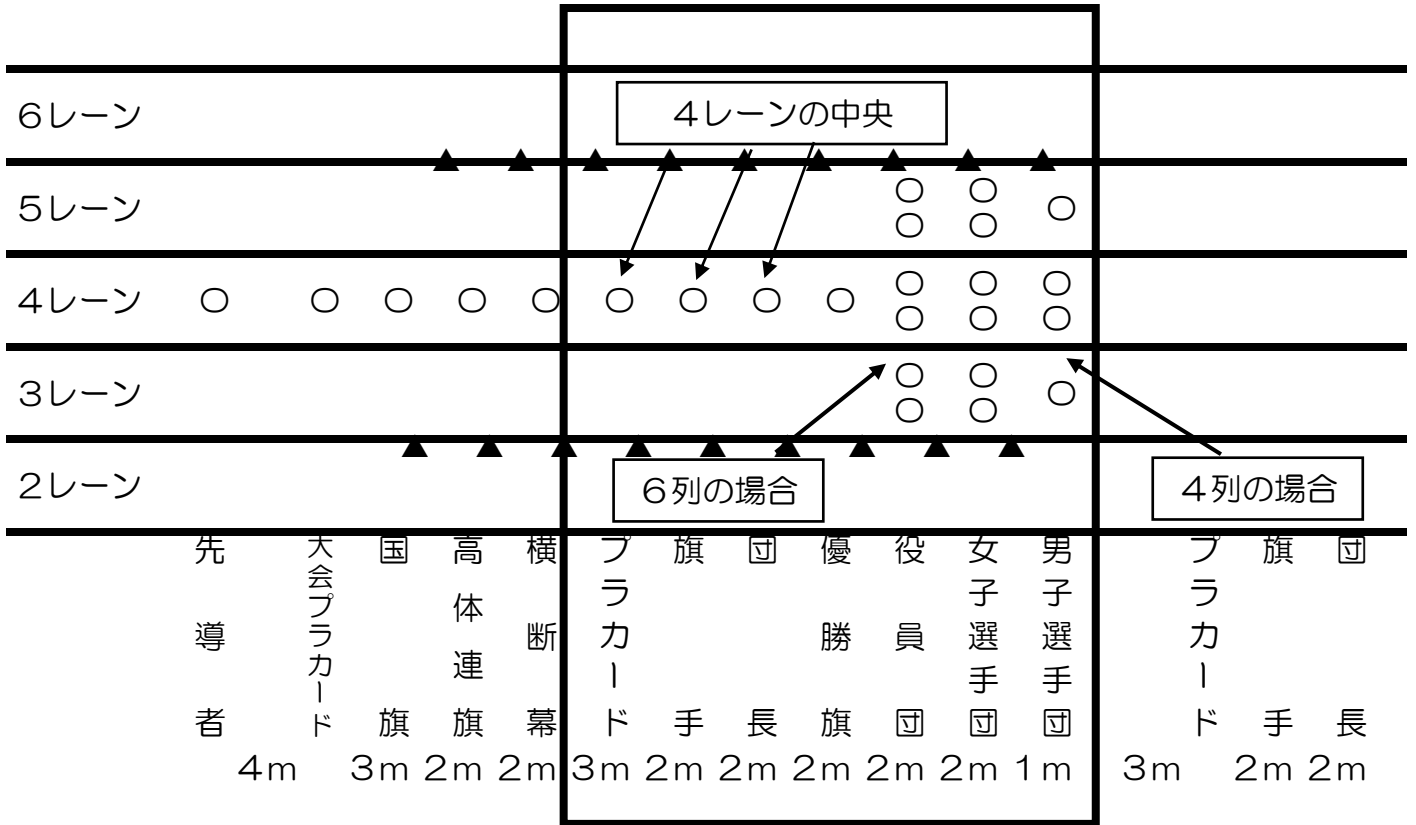 6レーン
4レーンの中央
5レーン
4レーン
3レーン
2レーン
6列の場合
4列の場合
先導者
大会プラカード
国旗
高体連旗
横断幕
プラカード
旗手
団長
優勝旗
役員団
女子選手団
男子選手団
プラカード
旗手
団長
4m 3m 2m 2m 3m 2m 2m 2m 2m 2m 1m 3m 2m 2m